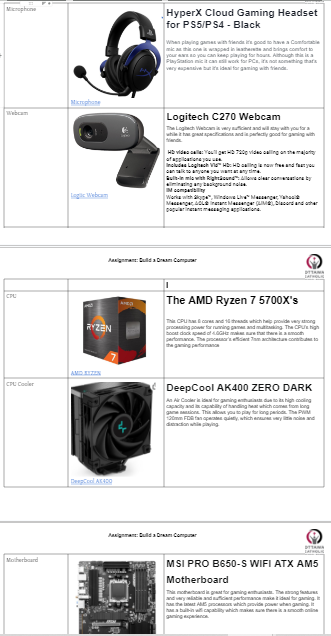 Microphone
HyperX Cloud Gaming Headset
for PS5/PS4 - Black
When playing games with friends it's good to have a Comfortable
mic as this one is wrapped in leatherette and brings comfort to
your ears so you can keep playing for hours. Although this is a
PlayStation mic it can still work for PCs, it's not something that's
very expensive but it's ideal for gaming with friends.
Microphone
Webcam
Logitech C270 Webcam
The Logitech Webcam is very sufficient and will stay with you for a
while it has great specifications and is perfectly good for gaming with
friends.
HD video calls: You'll get HD 720p video calling on the majority
of applications you use.
Includes Logitech Vid™ HD: HD calling is now free and fast you
can talk to anyone you want at any time.
Built-in mic with RightSound™: Allows clear conversations by
eliminating any background noise.
IM compatibility
Works with Skype™, Windows Live™ Messenger, Yahoo!®
Messenger, AOL® Instant Messenger (AIM®), Discord and other
popular instant messaging applications.
Logitic Webcam
Assignment: Build a Dream Computer
OTTAWA
CATHOLIC
CPU
The AMD Ryzen 7 5700X's
AMD
RYZEN
7
This CPU has 8 cores and 16 threads which help provide very strong
processing power for running games and multitasking. The CPU's high
boost clock speed of 4.6GHz makes sure that there is a smooth
performance. The processor's efficient 7nm architecture contributes to
the gaming performance
AMD RYZEN
CPU Cooler
DeepCool AK400 ZERO DARK
An Air Cooler is ideal for gaming enthusiasts due to its high cooling
capacity and its capability of handling heat which comes from long
game sessions. This allows you to play for long periods. The PWM
120mm FDB fan operates quietly, which ensures very little noise and
distraction while playing.
DeepCool AK400
Assignment: Build a Dream Computer
OTTAWA
CATHOLIC
Motherboard
MSI PRO B650-S WIFI ATX AM5
Motherboard
This motherboard is great for gaming enthusiasts. The strong features
and very reliable and sufficient performance make it ideal for gaming. It
has the latest AM5 processors which provide power when gaming. It
has a built-in wifi capability which makes sure there is a smooth online
gaming experience.